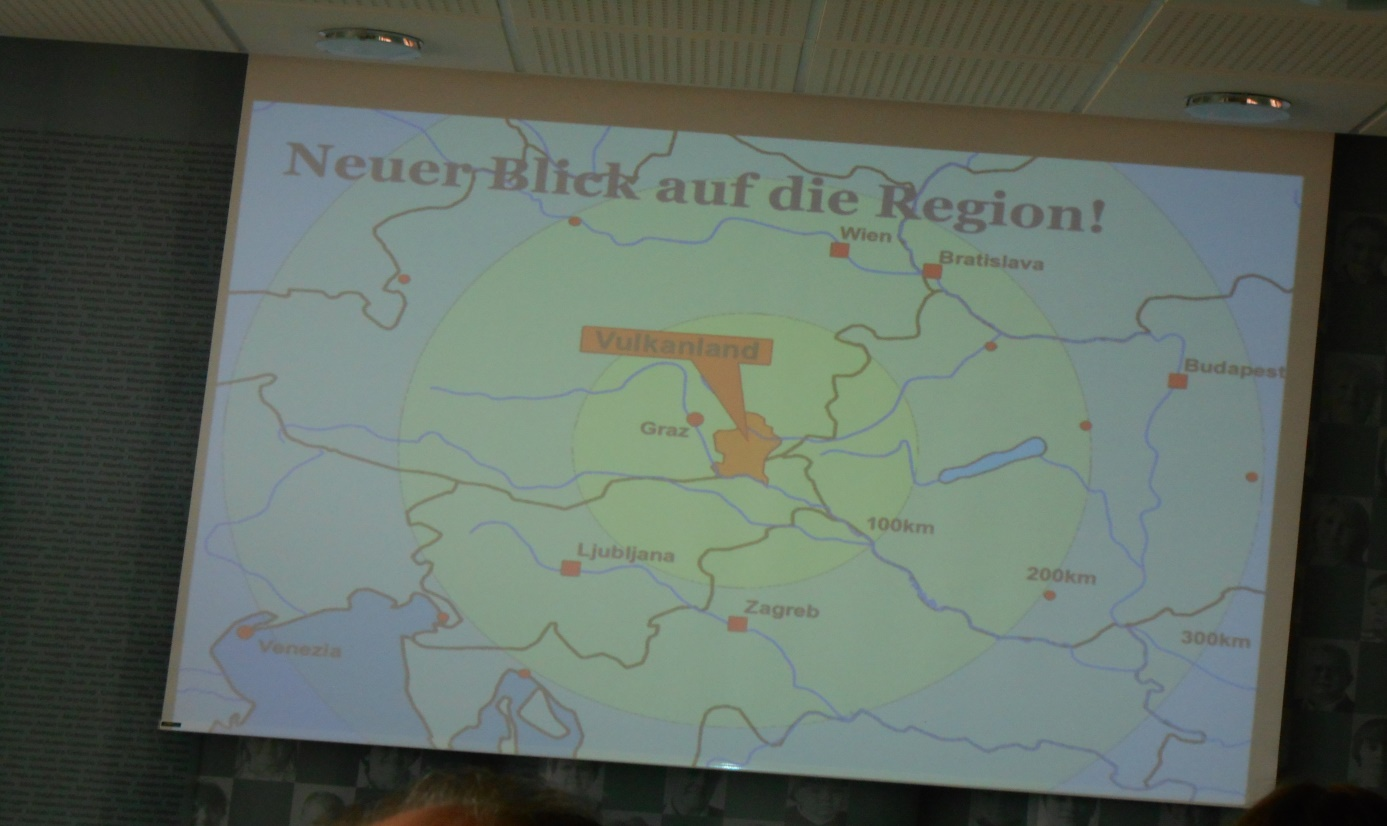 Neuer Blick auf die Region!
Wien
Bratislava
Vulkanland
Budapest
Graz
100km
Ljubljana
200km
Zagreb
300km
Venezia